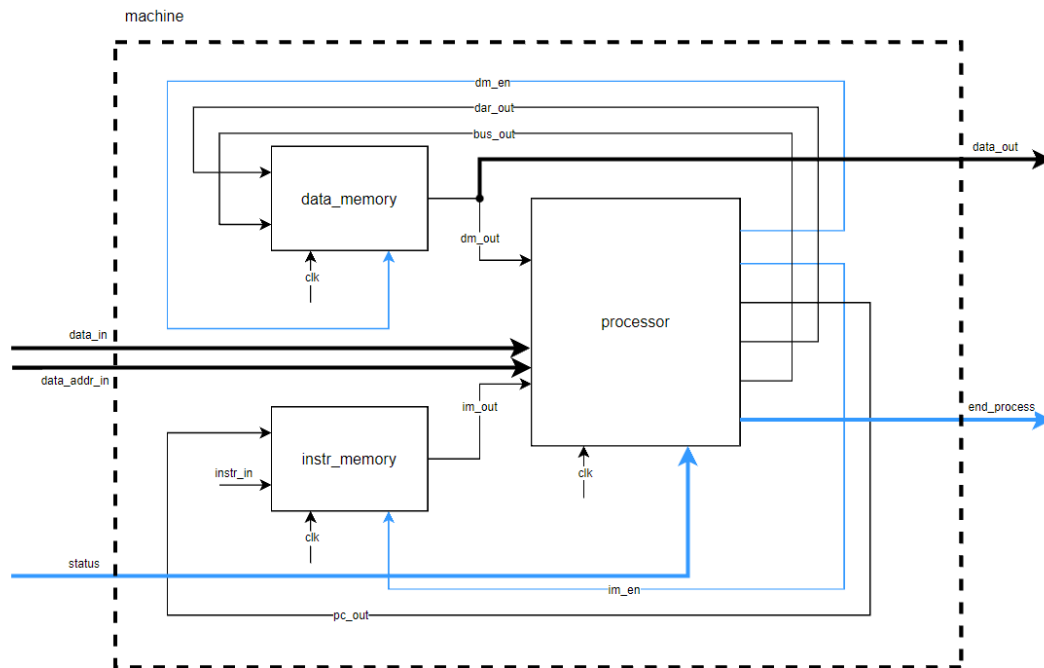 machine
dm_en
dar_out
bus_out
data_out
data_memory
dm_out
clk
processor
data_in
data_addr_in
im_out
end_process
instr_memory
instr_in
clk
clk
status
im_en
pc_out